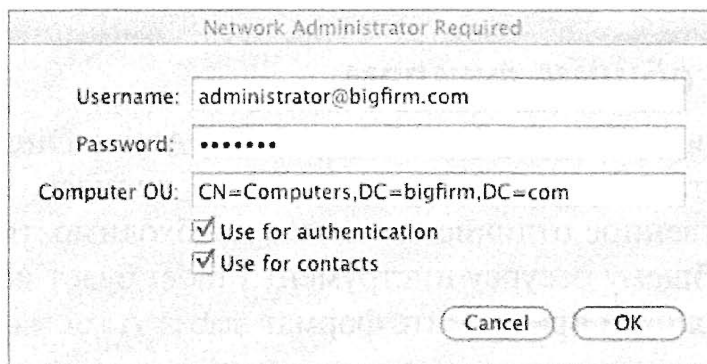 Network Administrator Required
Username: administrator@bigfirm.com
Password: •••••••
Computer OU: CN=Computers,DC=bigfirm,DC=com
Use for authentication
Use for contacts
Cancel OK